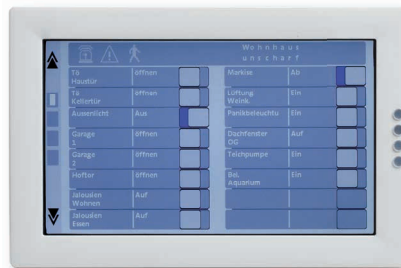 Wohnhaus
unscharf
Tö öffnen
Haustür
Tö öffnen
Kellertür
Aussenlicht Aus
Garage öffnen
1
Garage öffnen
2
Hoftor öffnen
Jalousien Auf
Wohnen
Jalousien Auf
Essen
Markise Ab
Lüftung Ein
Weink.
Panikbeleuchtu Ein
Dachfenster Auf
OG
Teichpumpe Ein
Bel. Ein
Aquarium